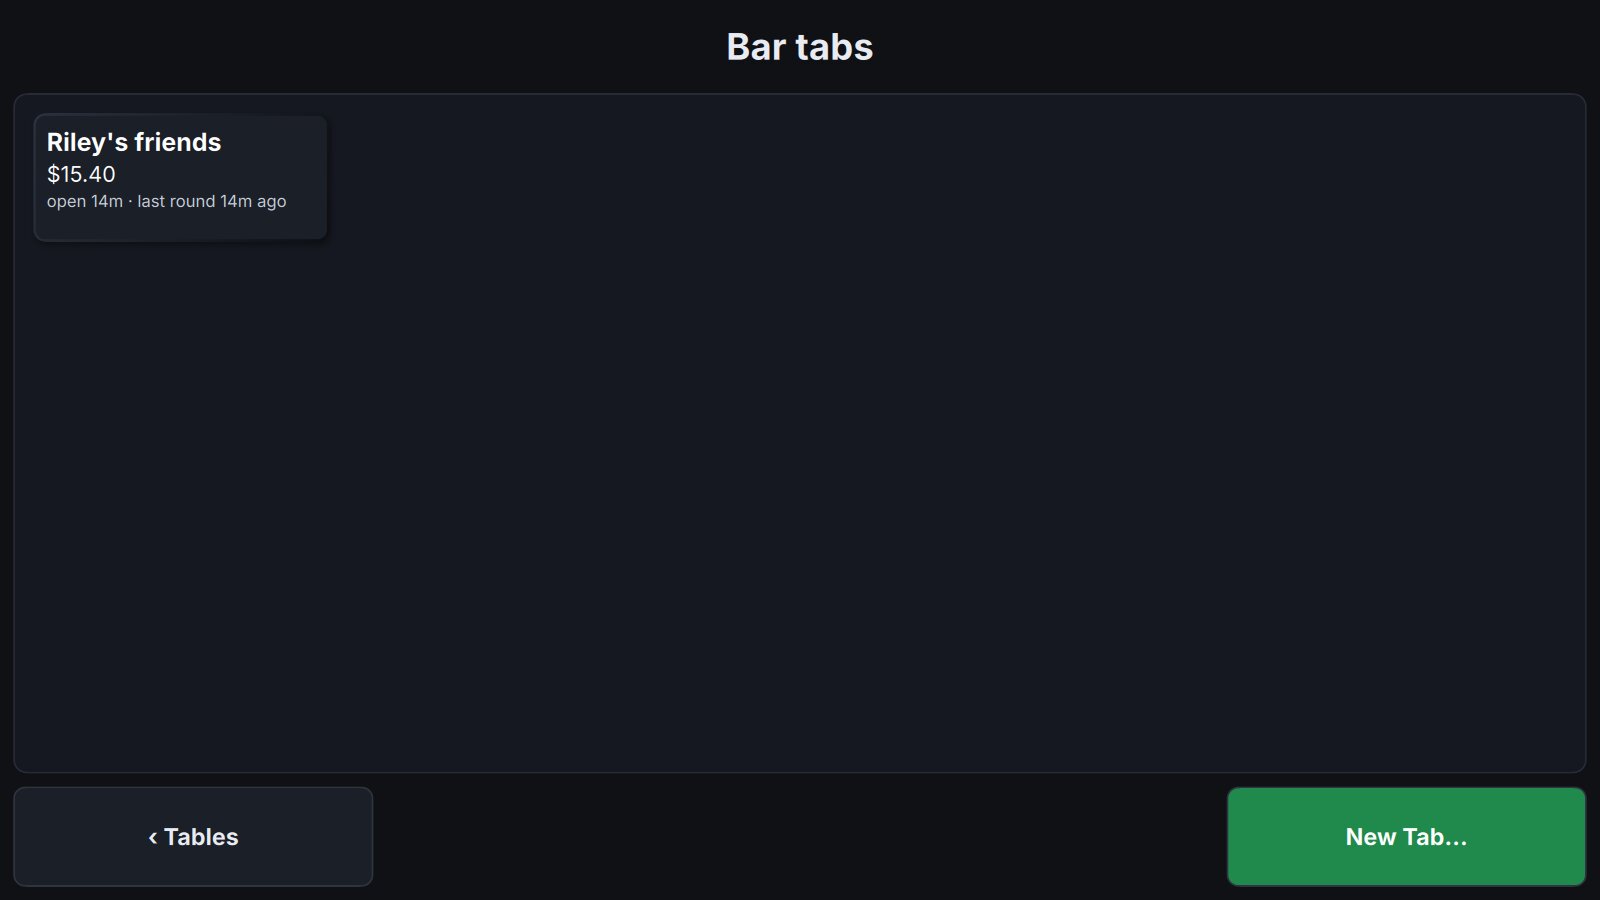 Bar tabs
Riley's friends
$15.40
open 14m · last round 14m ago
‹ Tables
New Tab...